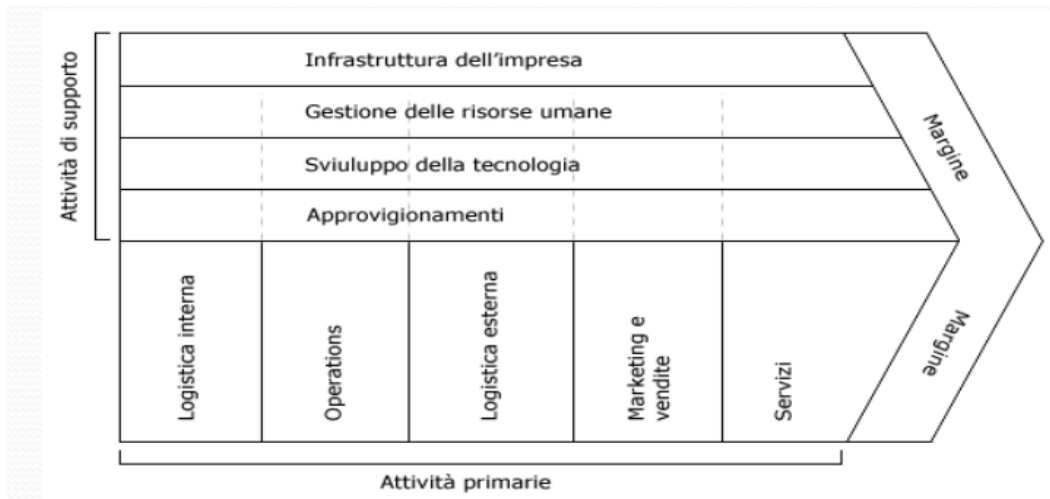 Attività di supporto
Infrastruttura dell'impresa
Gestione delle risorse umane
Sviuluppo della tecnologia
Approvigionamenti
Margine
Logistica interna
Operations
Logistica esterna
Marketing e
vendite
Servizi
Margine
Attività primarie